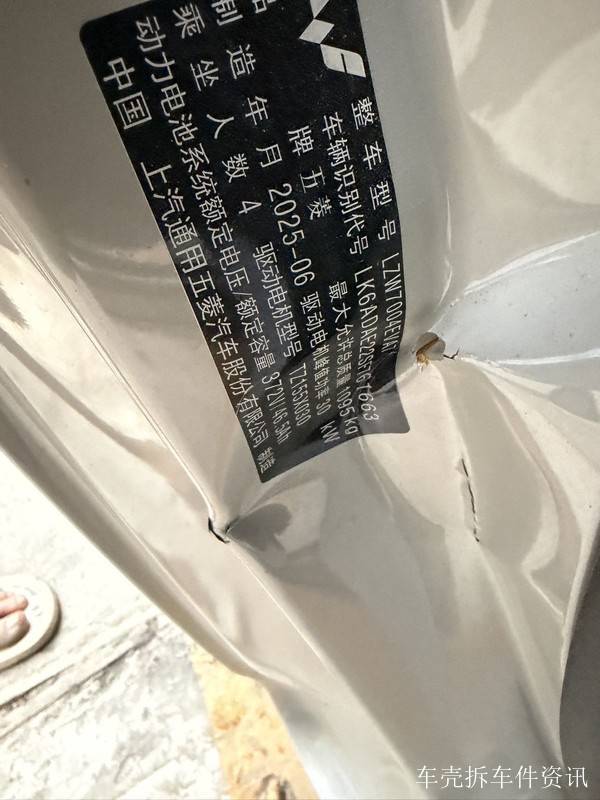 整车型号 LZW7004EVA
车辆识别代号 LK6ADAE22SF761663
牌 五菱 最大允许总质量 1095 kg
年月 2025-06 驱动电机峰值功率 30 kW
制造
乘坐人数 4 驱动电机型号 TZ155X030
动力电池系统额定电压/额定容量 372V/46.5Ah
中国 上汽通用五菱汽车股份有限公司 制造
车壳拆车件资讯